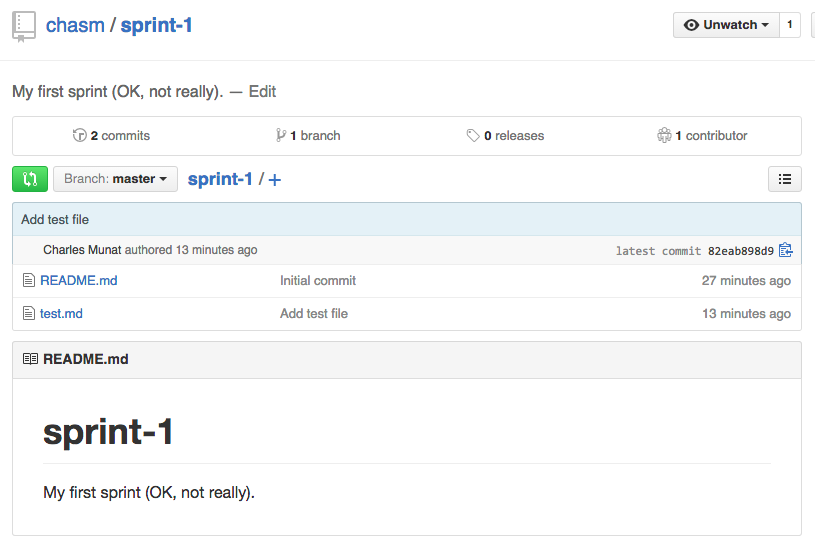 chasm / sprint-1
Unwatch 1
My first sprint (OK, not really). — Edit
2 commits 1 branch 0 releases 1 contributor
Branch: master sprint-1 / +
Add test file
Charles Munat authored 13 minutes ago latest commit 82eab898d9
README.md Initial commit 27 minutes ago
test.md Add test file 13 minutes ago
README.md
sprint-1
My first sprint (OK, not really).